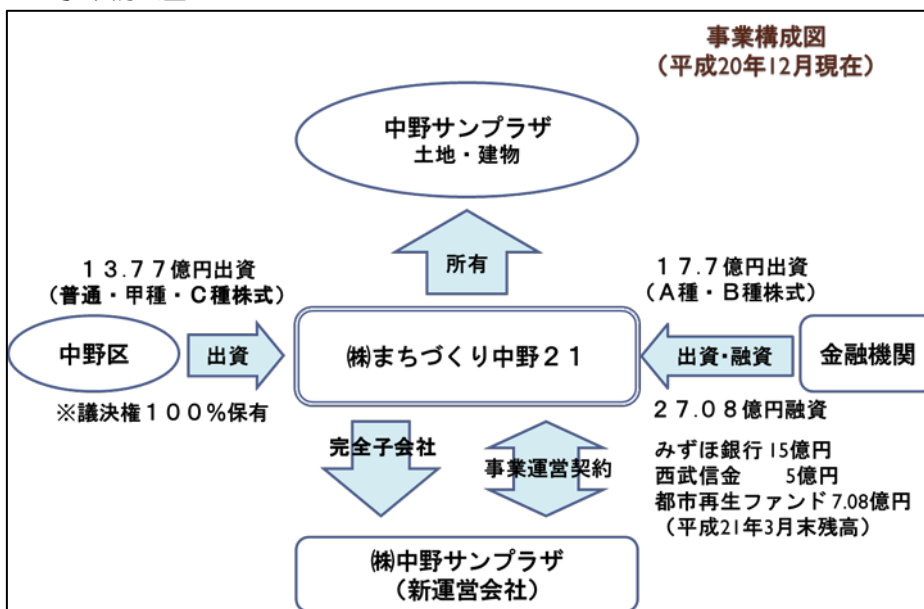 事業構成図
(平成20年12月現在)
中野サンプラザ
土地・建物
所有
13.77億円出資
(普通・甲種・C種株式)
中野区
出資
※議決権100%保有
㈱まちづくり中野21
17.7億円出資
(A種・B種株式)
出資・融資
金融機関
27.08億円融資
みずほ銀行 15億円
西武信金 5億円
都市再生ファンド 7.08億円
(平成21年3月末残高)
完全子会社
事業運営契約
㈱中野サンプラザ
(新運営会社)